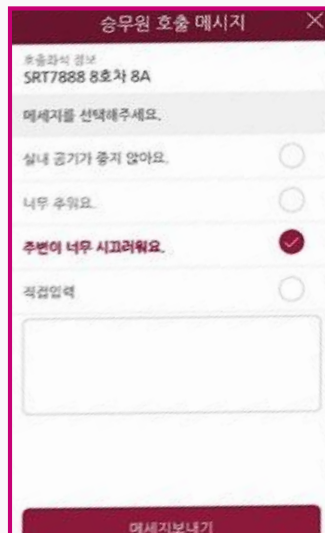 승무원 호출 메시지
호출좌석 정보
SRT7888 8호차 8A
메세지를 선택해주세요.
실내 공기가 좋지 않아요.
너무 추워요.
주변이 너무 시끄러워요.
직접입력
메세지보내기